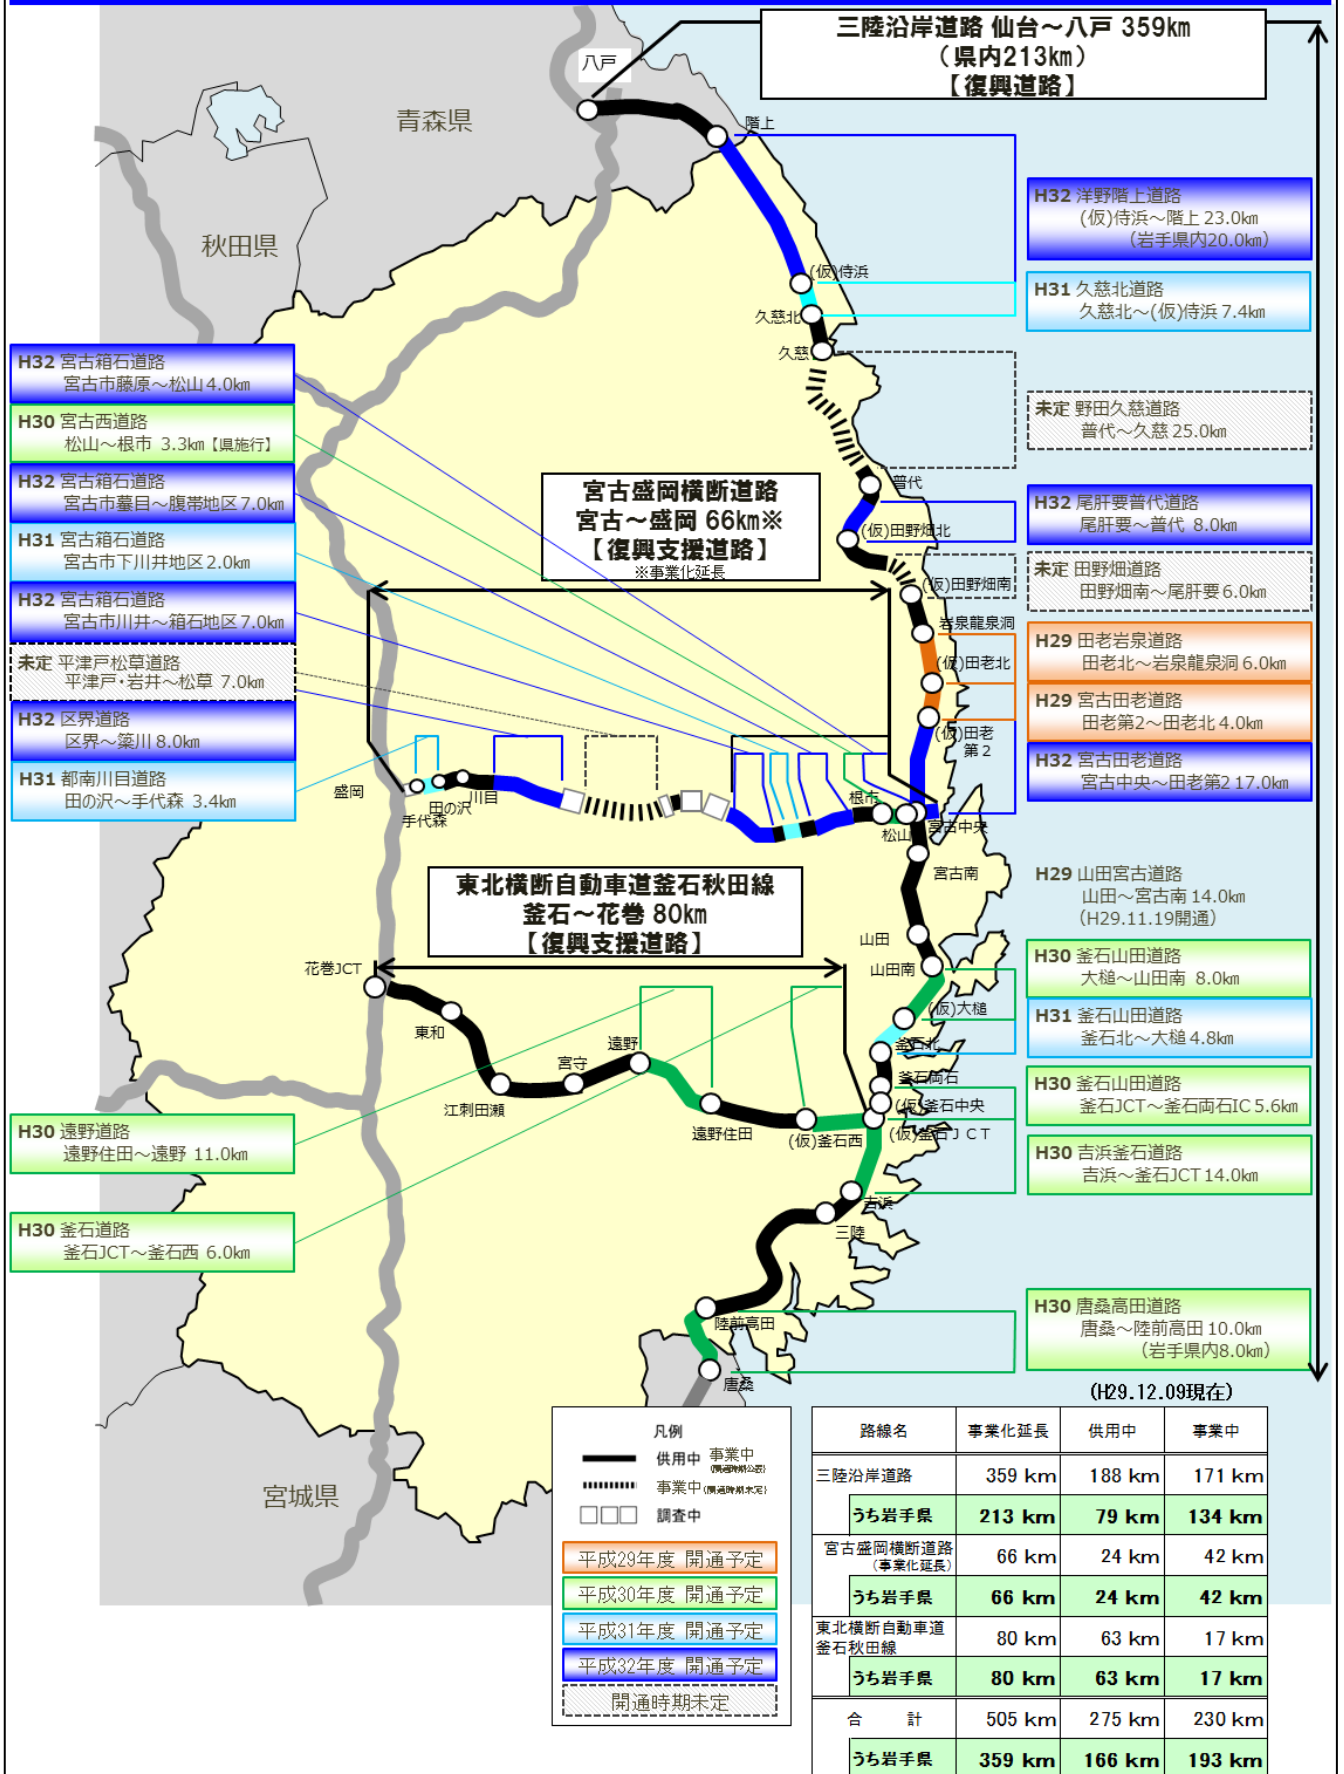 三陸沿岸道路 仙台～八戸 359km
（県内213km）
【復興道路】
八戸
階上
青森県
秋田県
宮城県
(仮)侍浜
久慈北
久慈
普代
(仮)田野畑北
(仮)田野畑南
岩泉龍泉洞
(仮)田老北
(仮)田老
第2
宮古中央
宮古南
山田
山田南
(仮)大槌
釜石北
釜石両石
(仮)釜石中央
(仮)釜石ＪＣＴ
吉浜
三陸
陸前高田
唐桑
H32 洋野階上道路
(仮)侍浜～階上 23.0km
（岩手県内20.0km）
H31 久慈北道路
久慈北～(仮)侍浜 7.4km
未定 野田久慈道路
普代～久慈 25.0km
H32 尾肝要普代道路
尾肝要～普代 8.0km
未定 田野畑道路
田野畑南～尾肝要 6.0km
H29 田老岩泉道路
田老北～岩泉龍泉洞 6.0km
H29 宮古田老道路
田老第2～田老北 4.0km
H32 宮古田老道路
宮古中央～田老第2 17.0km
H29 山田宮古道路
山田～宮古南 14.0km
（H29.11.19開通）
H30 釜石山田道路
大槌～山田南 8.0km
H31 釜石山田道路
釜石北～大槌 4.8km
H30 釜石山田道路
釜石JCT～釜石両石IC 5.6km
H30 吉浜釜石道路
吉浜～釜石JCT 14.0km
H30 唐桑高田道路
唐桑～陸前高田 10.0km
（岩手県内8.0km）
H32 宮古箱石道路
宮古市藤原～松山 4.0km
H30 宮古西道路
松山～根市 3.3km【県施行】
H32 宮古箱石道路
宮古市蟇目～腹帯地区 7.0km
H31 宮古箱石道路
宮古市下川井地区 2.0km
H32 宮古箱石道路
宮古市川井～箱石地区 7.0km
未定 平津戸松草道路
平津戸・岩井～松草 7.0km
H32 区界道路
区界～簗川 8.0km
H31 都南川目道路
田の沢～手代森 3.4km
宮古盛岡横断道路
宮古～盛岡 66km※
【復興支援道路】
※事業化延長
盛岡
手代森
田の沢
川目
根市
松山
東北横断自動車道釜石秋田線
釜石～花巻 80km
【復興支援道路】
花巻JCT
東和
江刺田瀬
宮守
遠野
遠野住田
(仮)釜石西
H30 遠野道路
遠野住田～遠野 11.0km
H30 釜石道路
釜石JCT～釜石西 6.0km
凡例
供用中 事業中
(開通時期公表)
事業中(開通時期未定)
調査中
平成29年度 開通予定
平成30年度 開通予定
平成31年度 開通予定
平成32年度 開通予定
開通時期未定
（H29.12.09現在）
路線名 事業化延長 供用中 事業中
三陸沿岸道路 359 km 188 km 171 km
うち岩手県 213 km 79 km 134 km
宮古盛岡横断道路
（事業化延長） 66 km 24 km 42 km
うち岩手県 66 km 24 km 42 km
東北横断自動車道
釜石秋田線 80 km 63 km 17 km
うち岩手県 80 km 63 km 17 km
合 計 505 km 275 km 230 km
うち岩手県 359 km 166 km 193 km